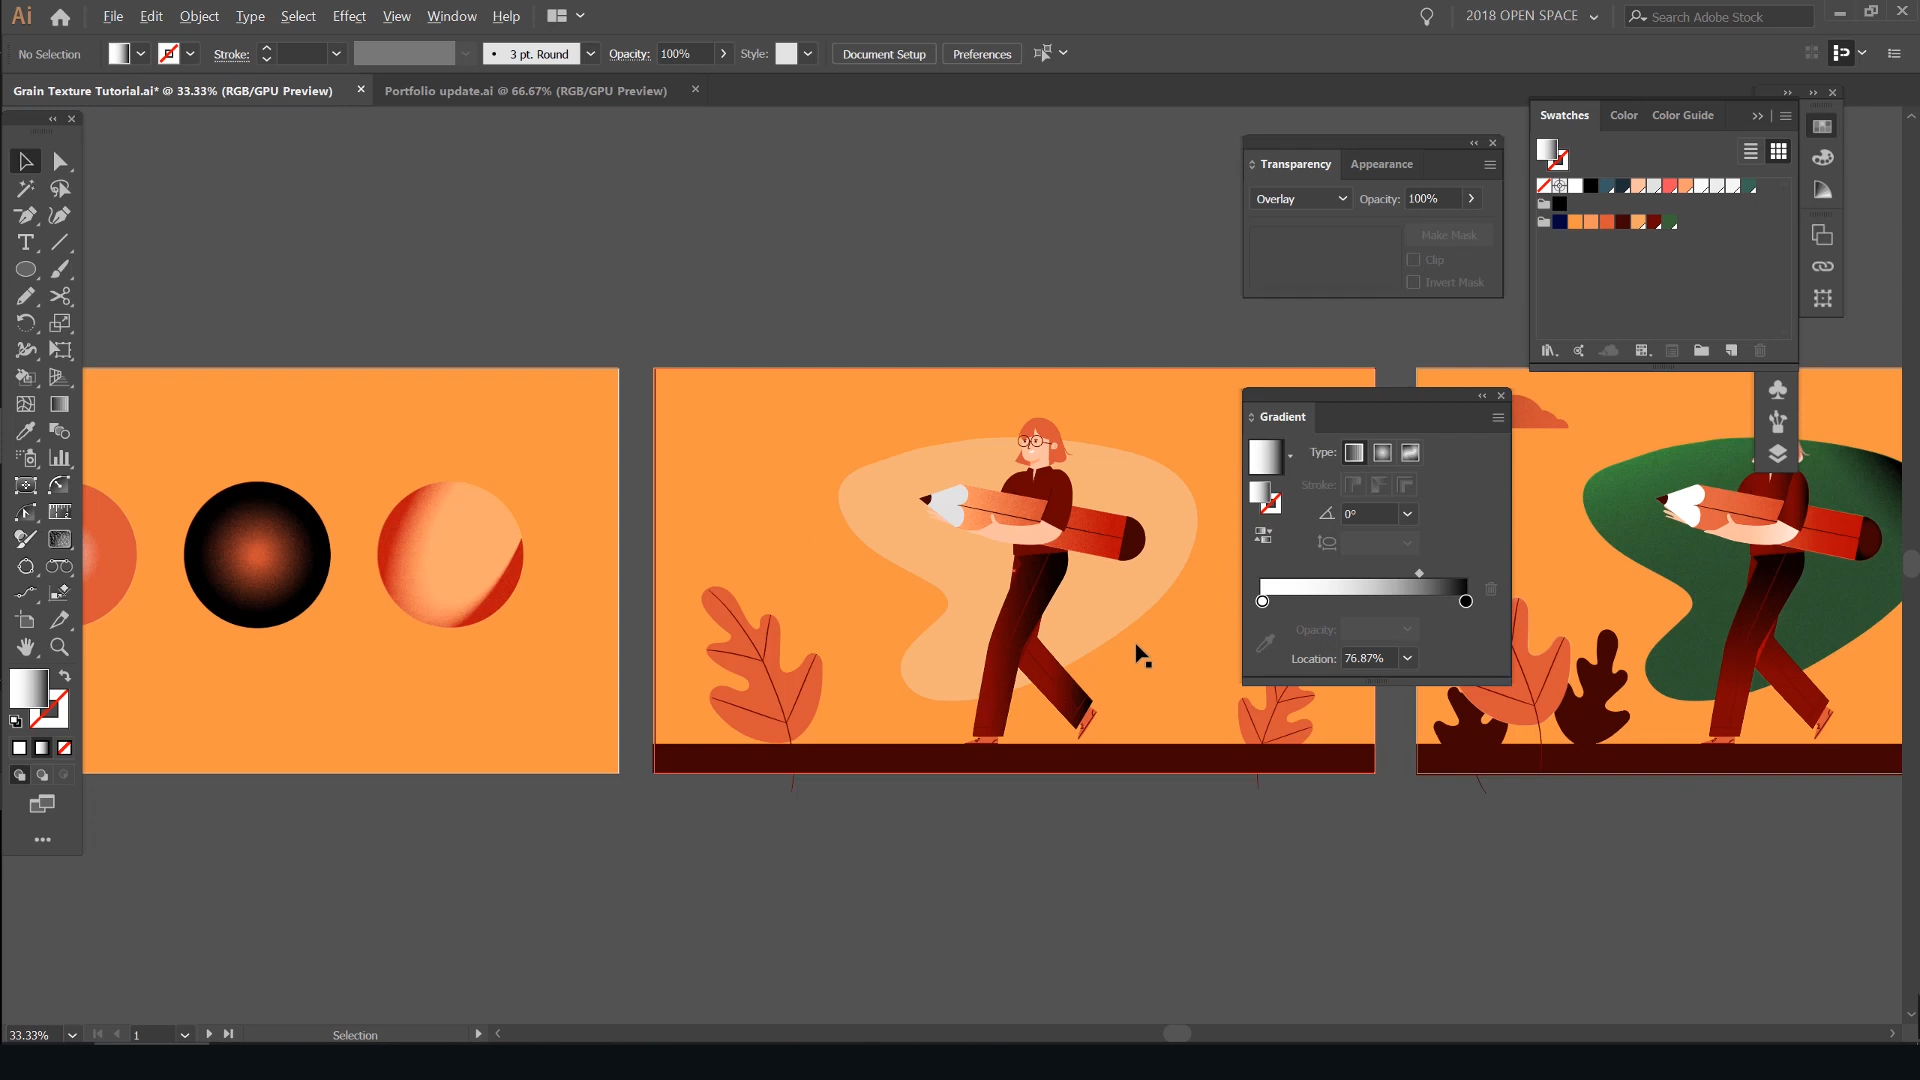 Ai File Edit Object Type Select Effect View Window Help 2018 OPEN SPACE Search Adobe Stock
No Selection Stroke: 3 pt. Round Opacity: 100% Style: Document Setup Preferences
Grain Texture Tutorial.ai* @ 33.33% (RGB/GPU Preview) Portfolio update.ai @ 66.67% (RGB/GPU Preview)
Swatches Color Color Guide
Transparency Appearance
Overlay Opacity: 100%
Make Mask
Clip
Invert Mask
Gradient
Type:
Stroke:
0°
Opacity:
Location: 76.87%
33.33% 1 Selection